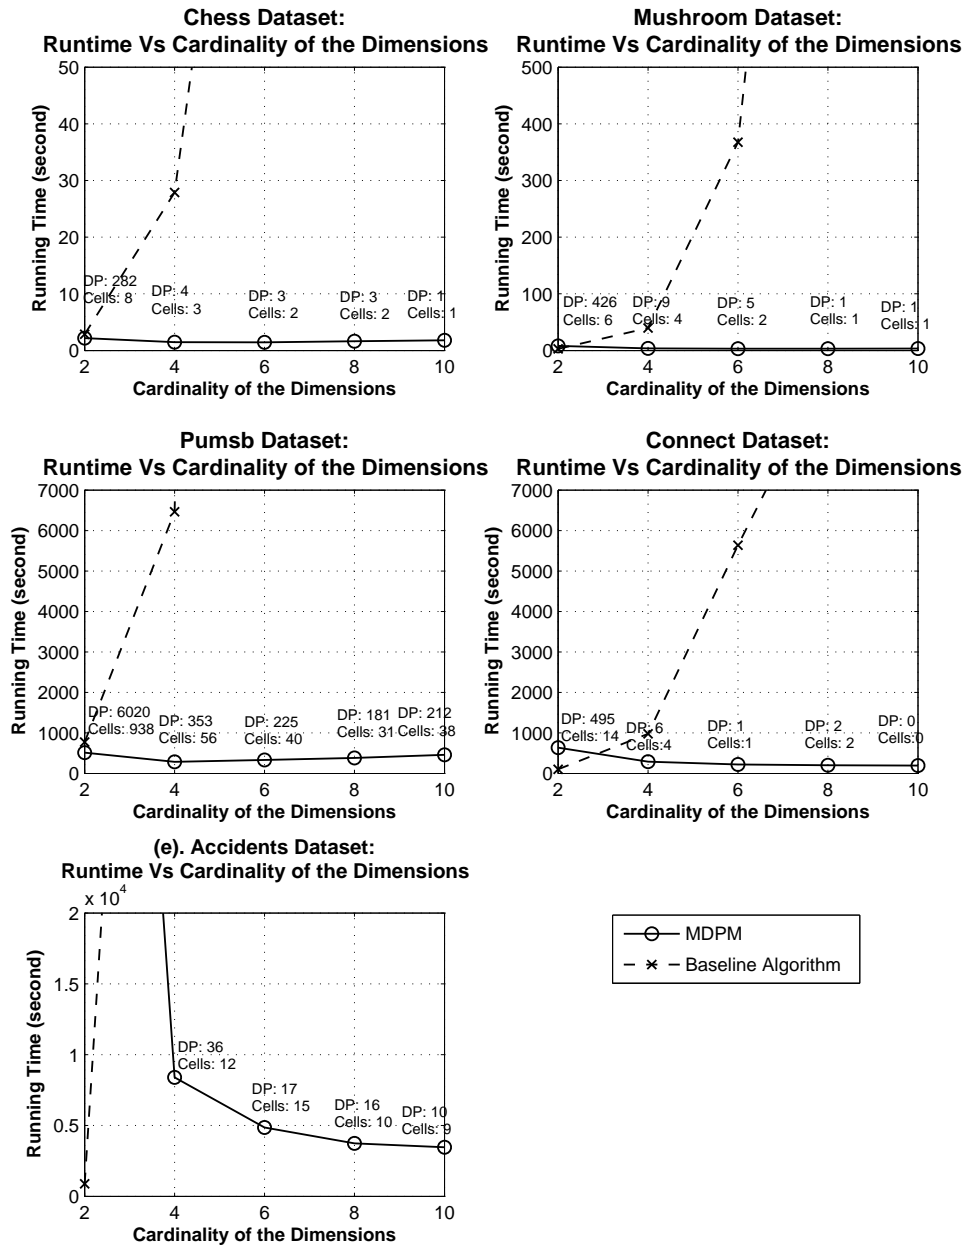 Chess Dataset:
Runtime Vs Cardinality of the Dimensions
50
40
30
20
10
0
Running Time (second)
DP: 282
Cells: 8
DP: 4
Cells: 3
DP: 3
Cells: 2
DP: 3
Cells: 2
DP: 1
Cells: 1
2 4 6 8 10
Cardinality of the Dimensions
Mushroom Dataset:
Runtime Vs Cardinality of the Dimensions
500
400
300
200
100
0
Running Time (second)
DP: 426
Cells: 6
DP: 9
Cells: 4
DP: 5
Cells: 2
DP: 1
Cells: 1
DP: 1
Cells: 1
2 4 6 8 10
Cardinality of the Dimensions
Pumsb Dataset:
Runtime Vs Cardinality of the Dimensions
7000
6000
5000
4000
3000
2000
1000
0
Running Time (second)
DP: 6020
Cells: 938
DP: 353
Cells: 56
DP: 225
Cells: 40
DP: 181
Cells: 31
DP: 212
Cells: 38
2 4 6 8 10
Cardinality of the Dimensions
Connect Dataset:
Runtime Vs Cardinality of the Dimensions
7000
6000
5000
4000
3000
2000
1000
0
Running Time (second)
DP: 495
Cells: 14
DP: 6
Cells:4
DP: 1
Cells:1
DP: 2
Cells: 2
DP: 0
Cells:0
2 4 6 8 10
Cardinality of the Dimensions
(e). Accidents Dataset:
Runtime Vs Cardinality of the Dimensions
x 10^4
2
1.5
1
0.5
0
Running Time (second)
DP: 36
Cells: 12
DP: 17
Cells: 15
DP: 16
Cells: 10
DP: 10
Cells: 9
2 4 6 8 10
Cardinality of the Dimensions
MDPM
Baseline Algorithm